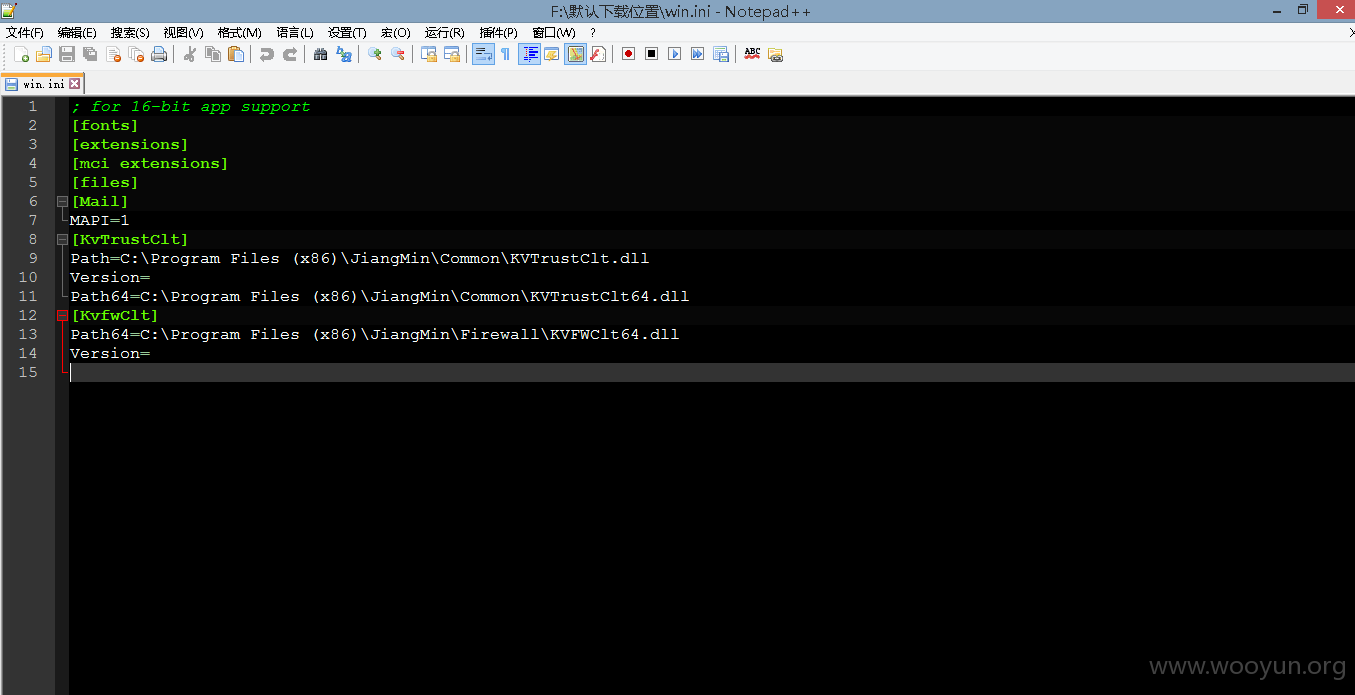 F:\默认下载位置\win.ini - Notepad++
文件(F) 编辑(E) 搜索(S) 视图(V) 格式(M) 语言(L) 设置(T) 宏(O) 运行(R) 插件(P) 窗口(W) ? X
ABC
win.ini
1 ; for 16-bit app support
2 [fonts]
3 [extensions]
4 [mci extensions]
5 [files]
6 [Mail]
7 MAPI=1
8 [KvTrustClt]
9 Path=C:\Program Files (x86)\JiangMin\Common\KVTrustClt.dll
10 Version=
11 Path64=C:\Program Files (x86)\JiangMin\Common\KVTrustClt64.dll
12 [KvfwClt]
13 Path64=C:\Program Files (x86)\JiangMin\Firewall\KVFWClt64.dll
14 Version=
15
www.wooyun.org